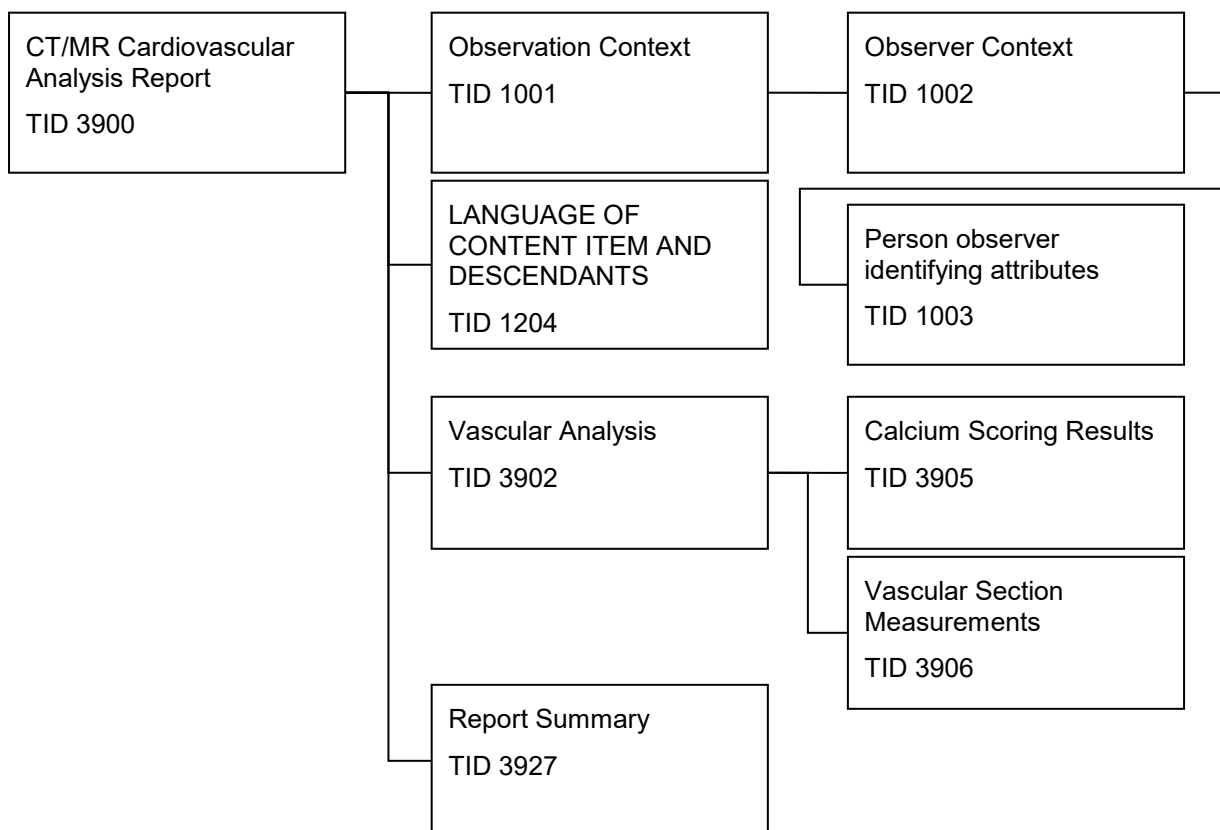 CT/MR Cardiovascular
Analysis Report
TID 3900
Observation Context
TID 1001
Observer Context
TID 1002
LANGUAGE OF
CONTENT ITEM AND
DESCENDANTS
TID 1204
Person observer
identifying attributes
TID 1003
Vascular Analysis
TID 3902
Calcium Scoring Results
TID 3905
Vascular Section
Measurements
TID 3906
Report Summary
TID 3927